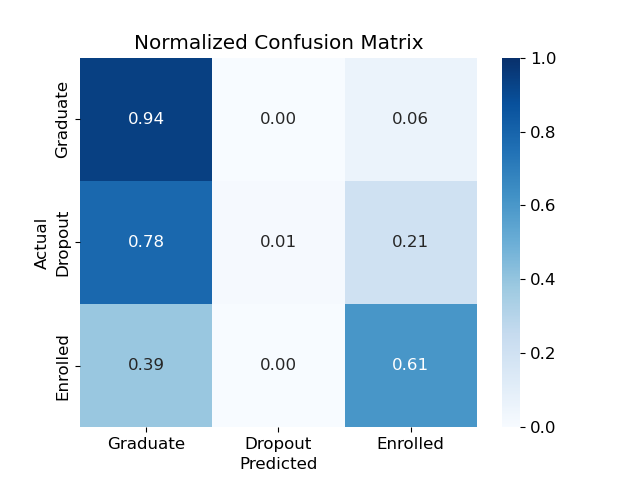 Normalized Confusion Matrix
Actual
Graduate
Dropout
Enrolled
0.94 0.00 0.06
0.78 0.01 0.21
0.39 0.00 0.61
Graduate Dropout Enrolled
Predicted
1.0
0.8
0.6
0.4
0.2
0.0